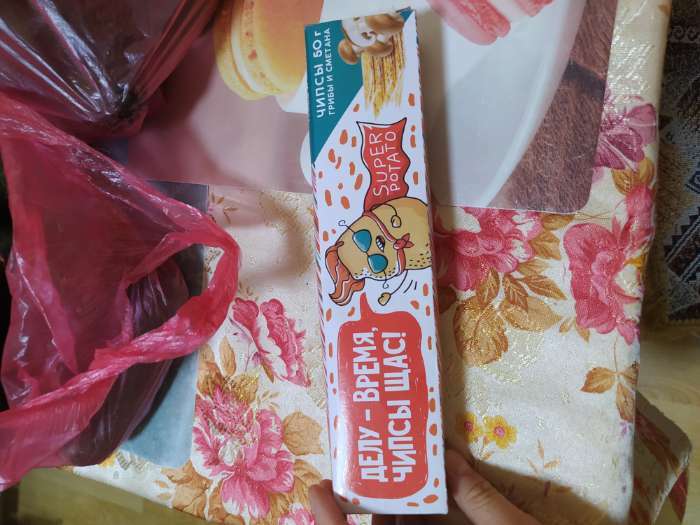 ЧИПСЫ 50 г
ГРИБЫ И СМЕТАНА
SUPER
POTATO
ДЕЛУ - ВРЕМЯ,
ЧИПСЫ ЩАС!